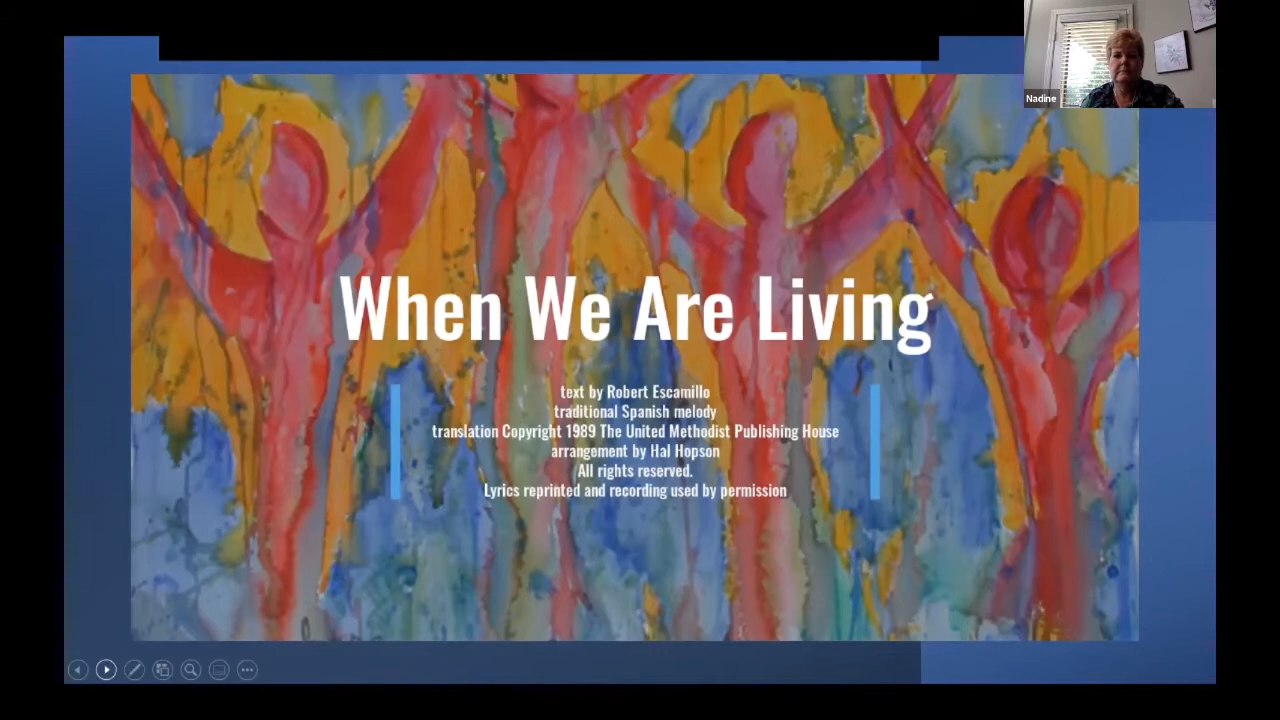 Nadine
When We Are Living
text by Robert Escamillo
traditional Spanish melody
translation Copyright 1989 The United Methodist Publishing House
arrangement by Hal Hopson
All rights reserved.
Lyrics reprinted and recording used by permission